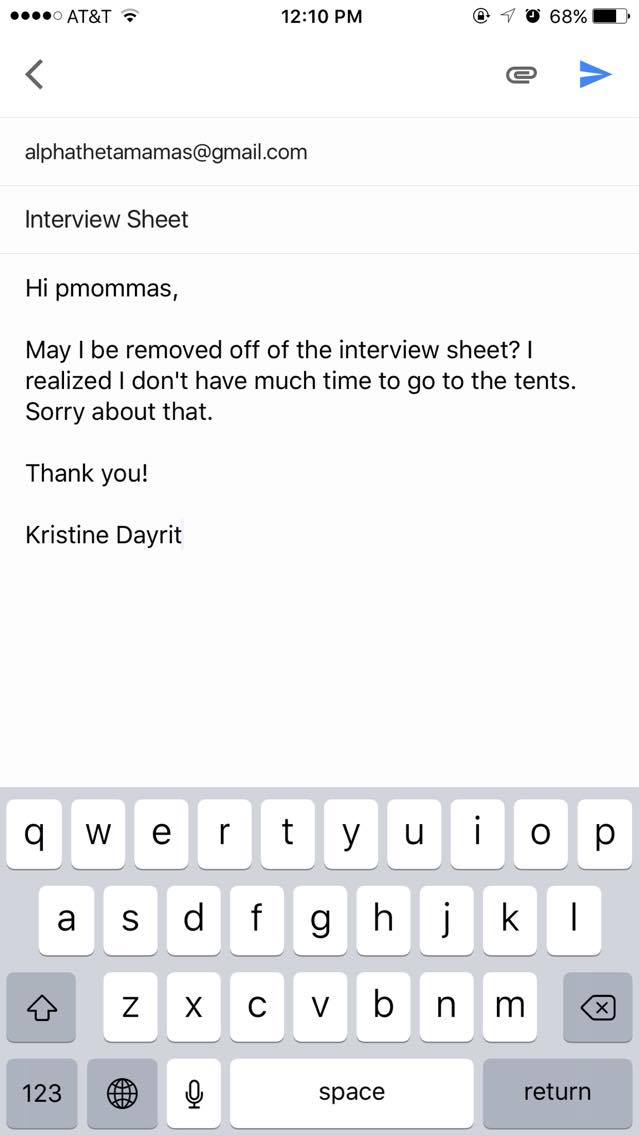 AT&T 12:10 PM 68%
alphathetamamas@gmail.com
Interview Sheet
Hi pmommas,
May I be removed off of the interview sheet? I
realized I don't have much time to go to the tents.
Sorry about that.
Thank you!
Kristine Dayrit
q w e r t y u i o p
a s d f g h j k l
z x c v b n m
123 space return